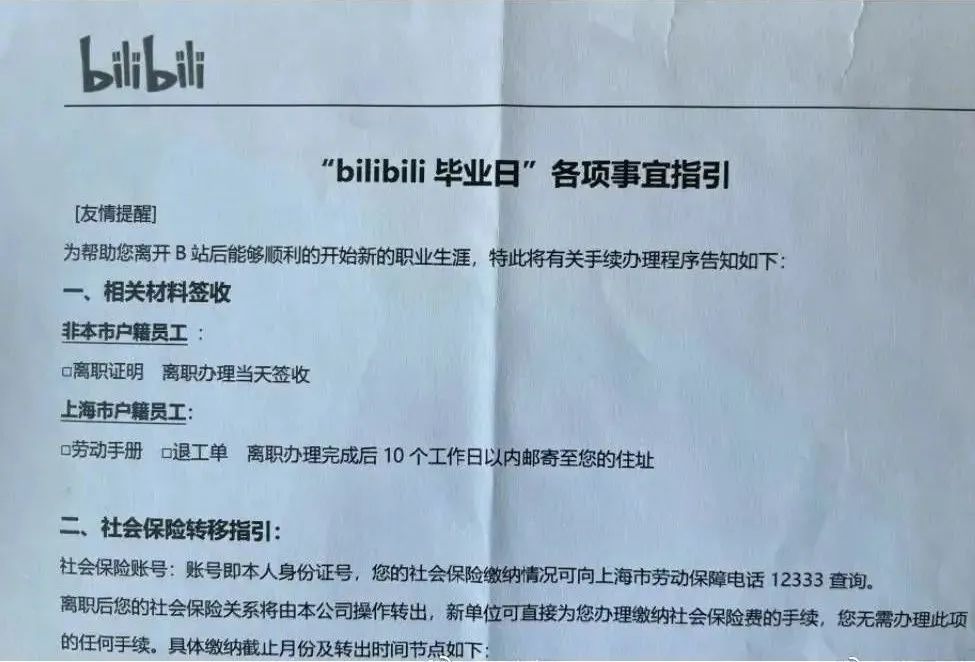 bilibili
“bilibili 毕业日”各项事宜指引
[友情提醒]
为帮助您离开 B 站后能够顺利的开始新的职业生涯，特此将有关手续办理程序告知如下：
一、相关材料签收
非本市户籍员工：
□离职证明 离职办理当天签收
上海市户籍员工：
□劳动手册 □退工单 离职办理完成后 10 个工作日以内邮寄至您的住址
二、社会保险转移指引：
社会保险账号：账号即本人身份证号，您的社会保险缴纳情况可向上海市劳动保障电话 12333 查询。
离职后您的社会保险关系将由本公司操作转出，新单位可直接为您办理缴纳社会保险费的手续，您无需办理此项
的任何手续。具体缴纳截止月份及转出时间节点如下：